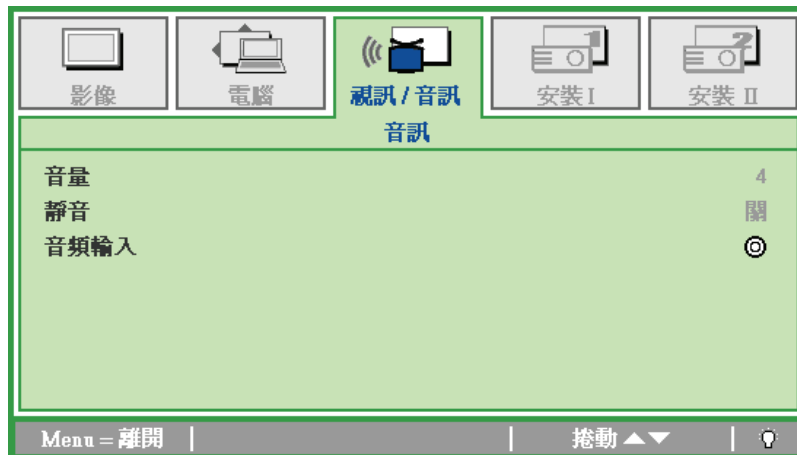 影像
電腦
視訊 / 音訊
安裝 I
安裝 II
音訊
音量 4
靜音 關
音頻輸入
Menu = 離開
捲動 ▲▼